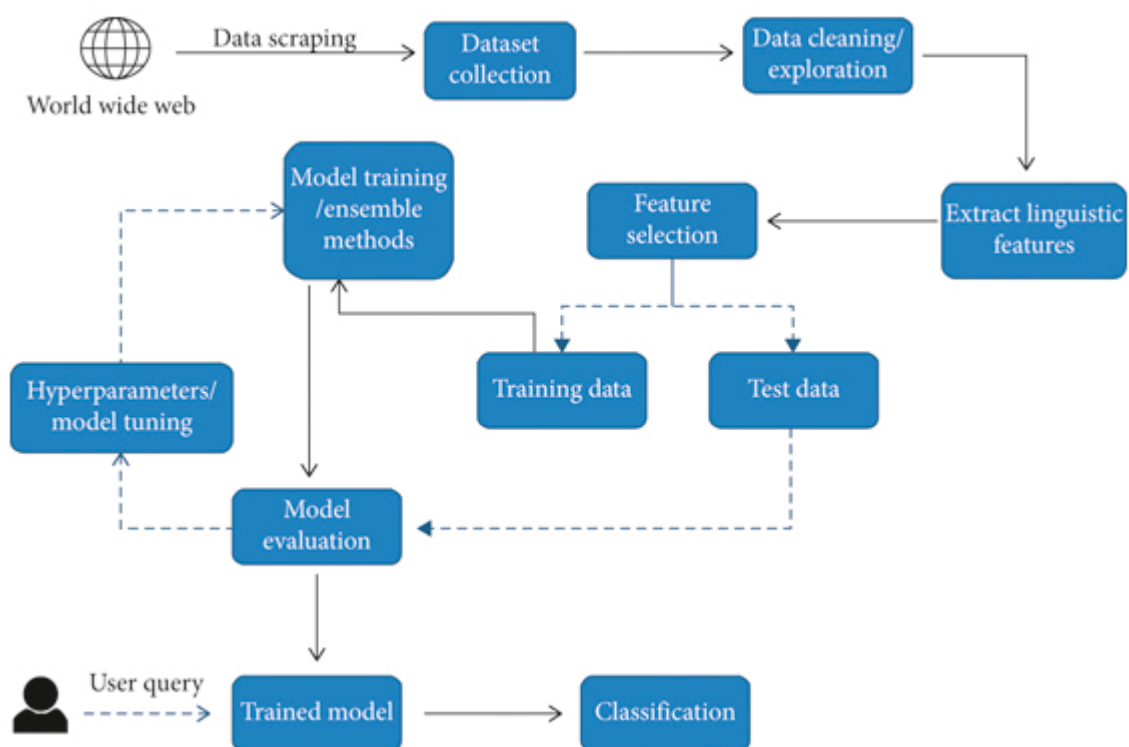 Data scraping
Dataset
collection
Data cleaning/
exploration
World wide web
Model training
/ensemble
methods
Feature
selection
Extract linguistic
features
Hyperparameters/
model tuning
Training data
Test data
Model
evaluation
User query
Trained model
Classification